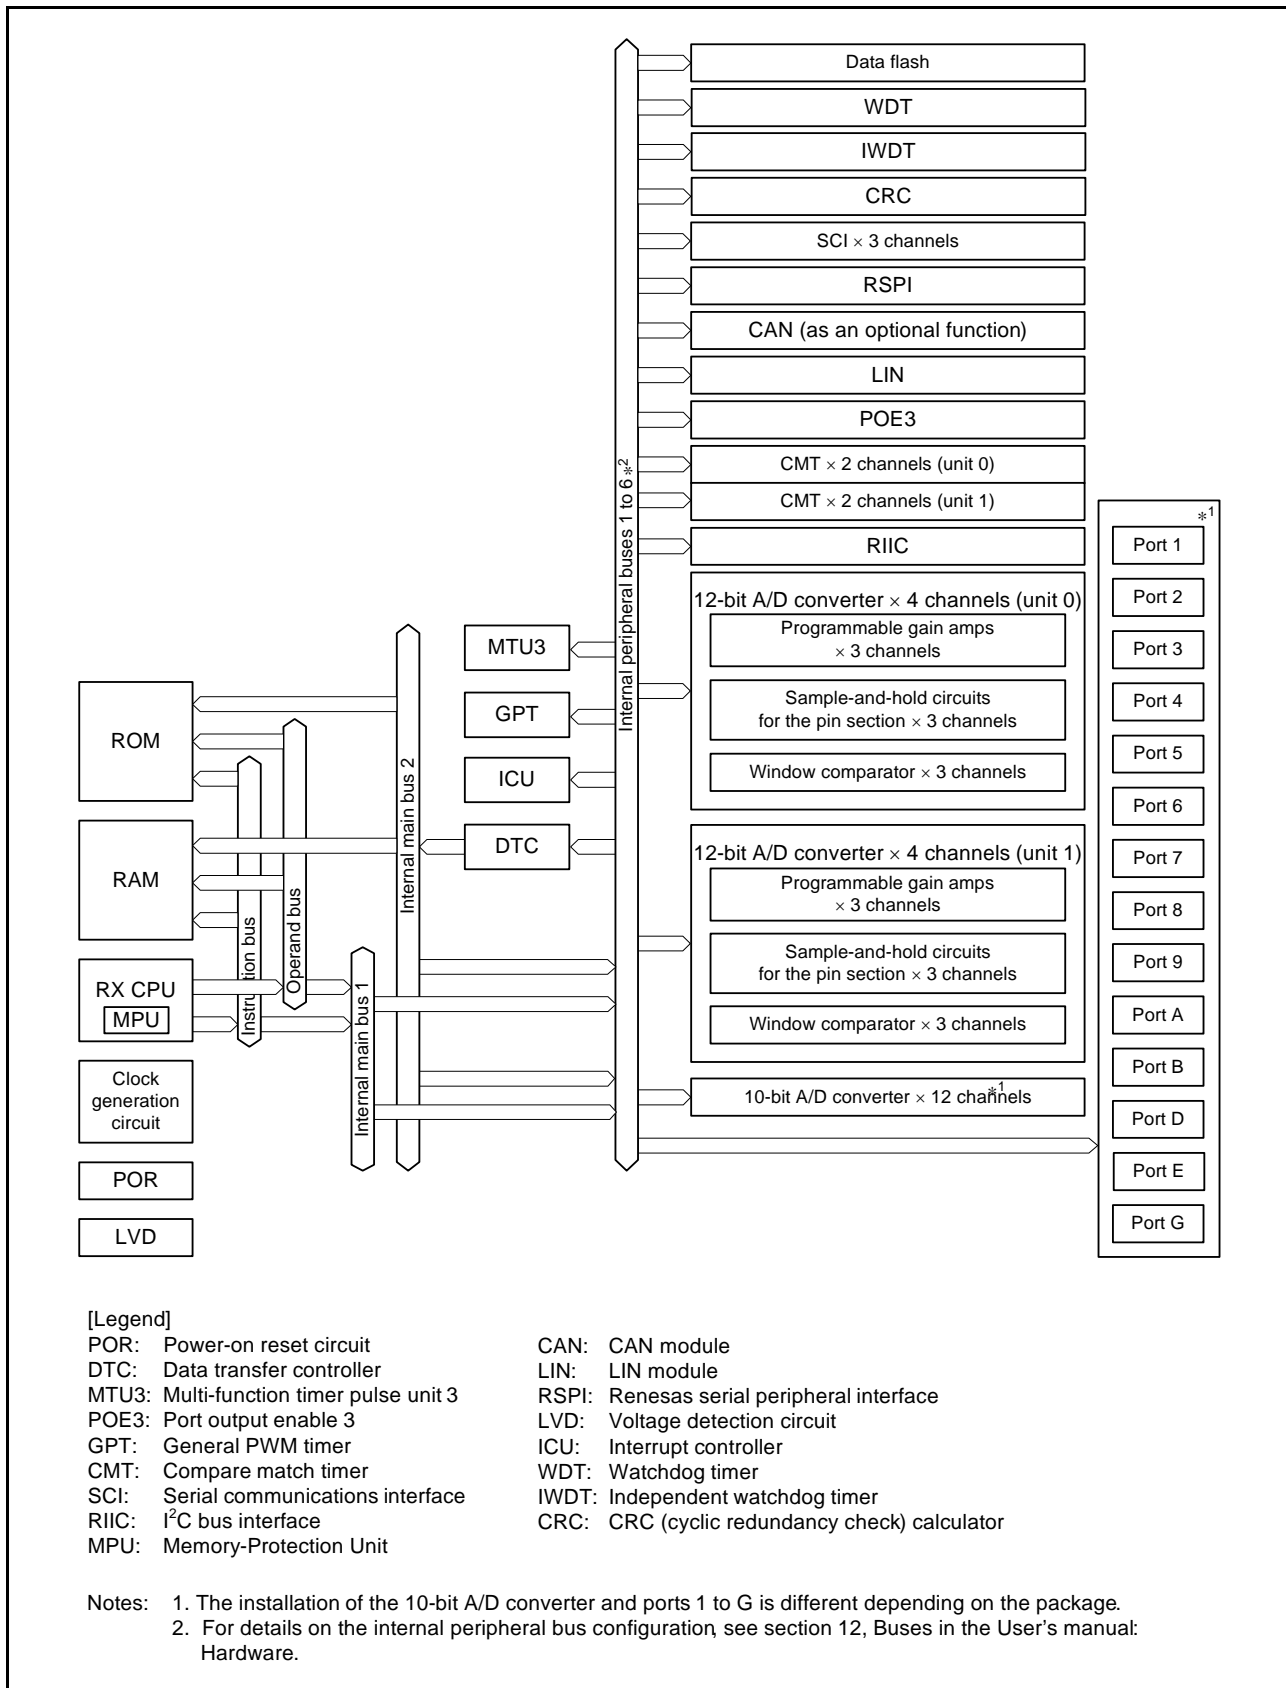 Data flash
WDT
IWDT
CRC
SCI × 3 channels
RSPI
CAN (as an optional function)
LIN
POE3
CMT × 2 channels (unit 0)
CMT × 2 channels (unit 1)
RIIC
12-bit A/D converter × 4 channels (unit 0)
Programmable gain amps
× 3 channels
Sample-and-hold circuits
for the pin section × 3 channels
Window comparator × 3 channels
12-bit A/D converter × 4 channels (unit 1)
Programmable gain amps
× 3 channels
Sample-and-hold circuits
for the pin section × 3 channels
Window comparator × 3 channels
10-bit A/D converter × 12 channels *1
*1
Port 1
Port 2
Port 3
Port 4
Port 5
Port 6
Port 7
Port 8
Port 9
Port A
Port B
Port D
Port E
Port G
Internal peripheral buses 1 to 6 *2
MTU3
GPT
ICU
DTC
Internal main bus 2
Internal main bus 1
Operand bus
Instruction bus
ROM
RAM
RX CPU
MPU
Clock
generation
circuit
POR
LVD
[Legend]
POR: Power-on reset circuit
DTC: Data transfer controller
MTU3: Multi-function timer pulse unit 3
POE3: Port output enable 3
GPT: General PWM timer
CMT: Compare match timer
SCI: Serial communications interface
RIIC: I²C bus interface
MPU: Memory-Protection Unit
CAN: CAN module
LIN: LIN module
RSPI: Renesas serial peripheral interface
LVD: Voltage detection circuit
ICU: Interrupt controller
WDT: Watchdog timer
IWDT: Independent watchdog timer
CRC: CRC (cyclic redundancy check) calculator
Notes: 1. The installation of the 10-bit A/D converter and ports 1 to G is different depending on the package.
2. For details on the internal peripheral bus configuration, see section 12, Buses in the User's manual:
Hardware.